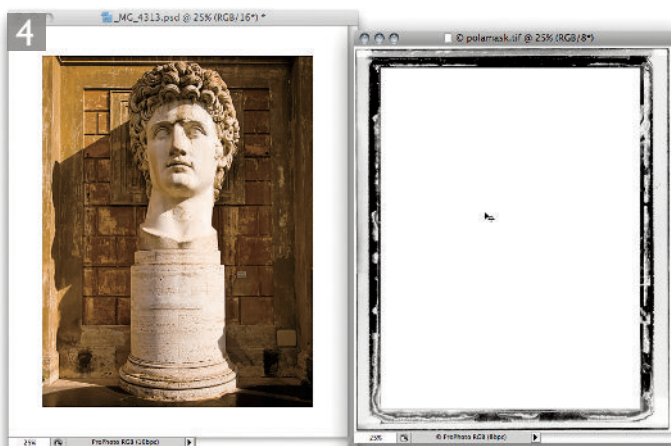 4
_MG_4313.psd @ 25% (RGB/16*) *
© polamask.tif @ 25% (RGB/8*)
25%
ProPhoto RGB (16bpc)
25%
© ProPhoto RGB (8bpc)